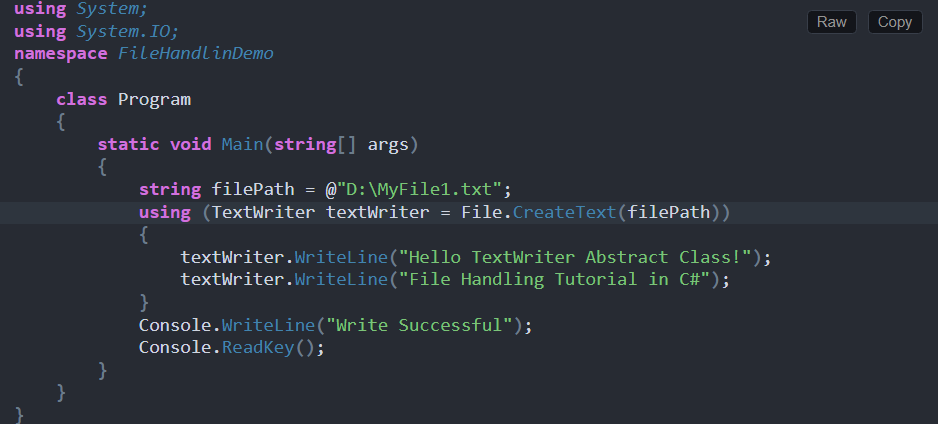 using System;
Raw Copy
using System.IO;
namespace FileHandlinDemo
{
    class Program
    {
        static void Main(string[] args)
        {
            string filePath = @"D:\MyFile1.txt";
            using (TextWriter textWriter = File.CreateText(filePath))
            {
                textWriter.WriteLine("Hello TextWriter Abstract Class!");
                textWriter.WriteLine("File Handling Tutorial in C#");
            }
            Console.WriteLine("Write Successful");
            Console.ReadKey();
        }
    }
}